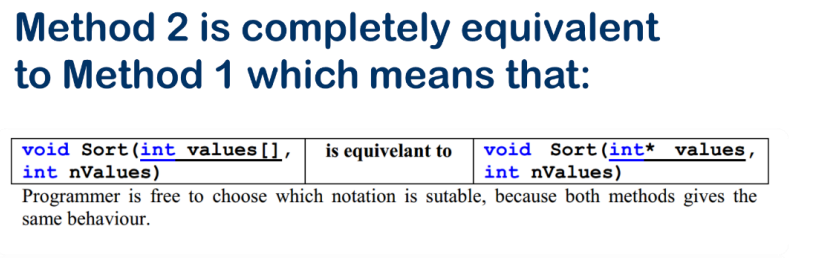 Method 2 is completely equivalent
to Method 1 which means that:
void Sort(int values[], is equivelant to void Sort(int* values,
int nValues) int nValues)
Programmer is free to choose which notation is sutable, because both methods gives the
same behaviour.